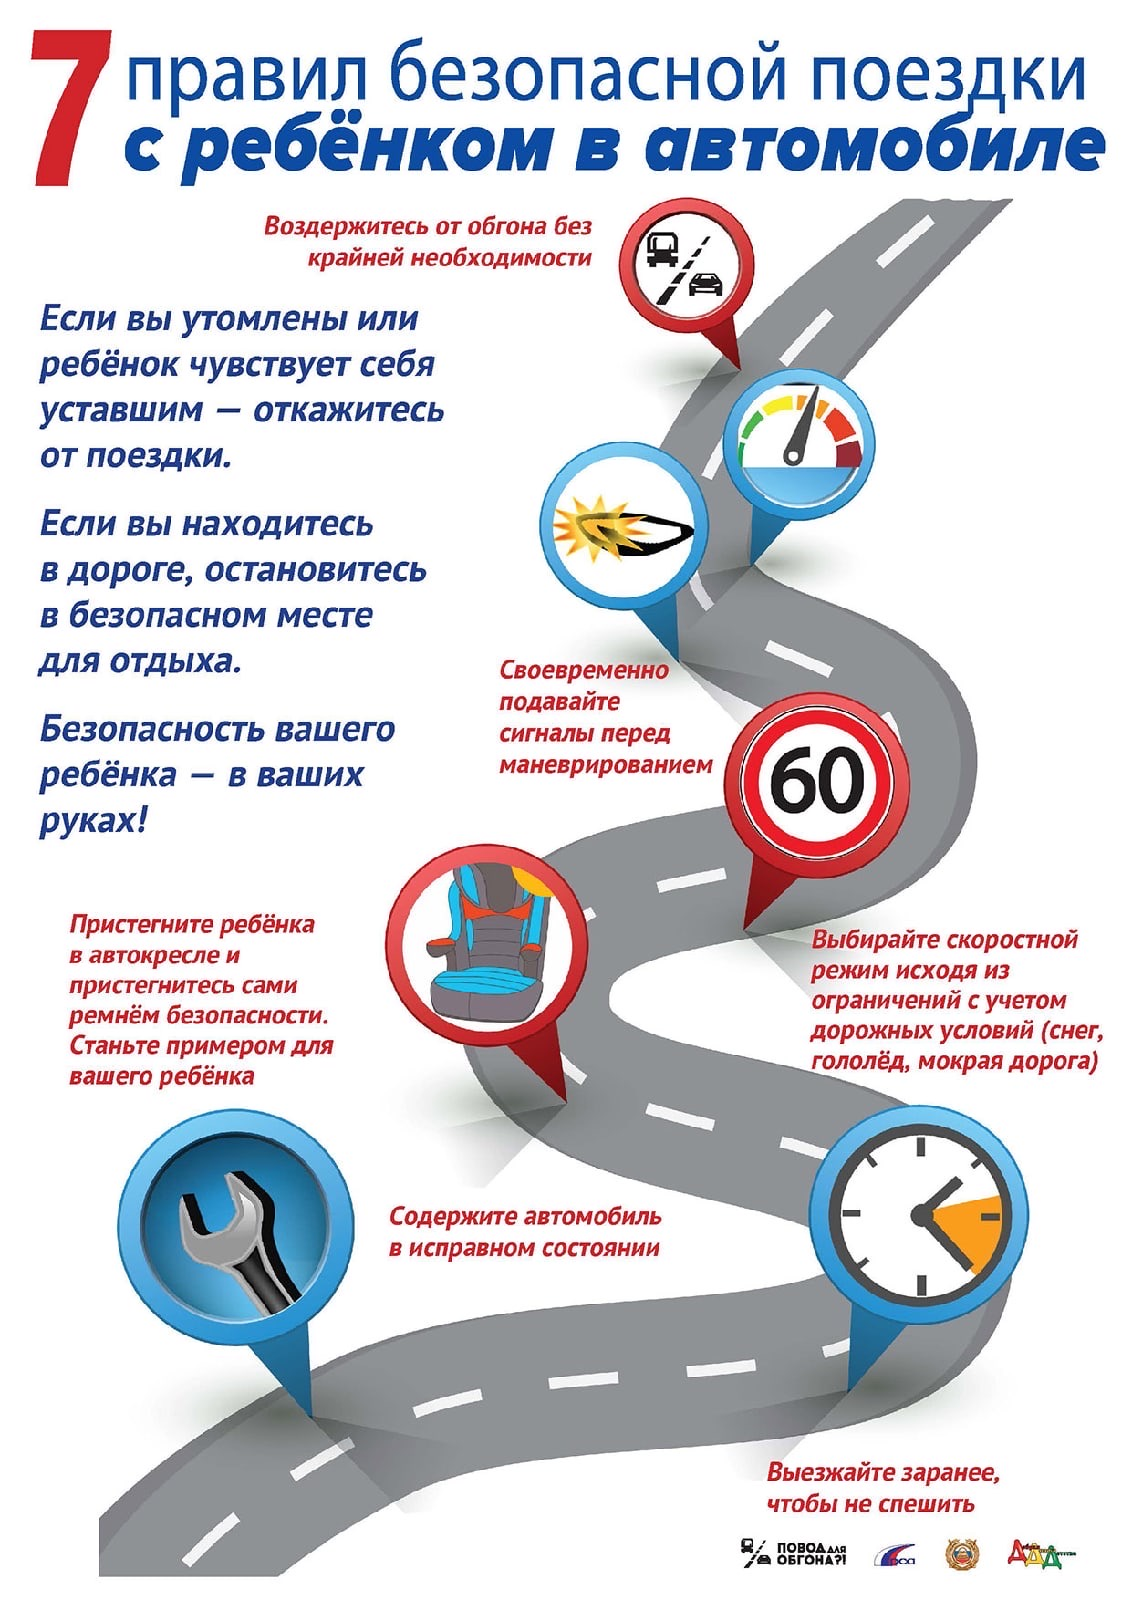 7 правил безопасной поездки
с ребёнком в автомобиле
Воздержитесь от обгона без
крайней необходимости
Если вы утомлены или
ребёнок чувствует себя
уставшим — откажитесь
от поездки.
Если вы находитесь
в дороге, остановитесь
в безопасном месте
для отдыха.
Безопасность вашего
ребёнка — в ваших
руках!
Своевременно
подавайте
сигналы перед
маневрированием
60
Пристегните ребёнка
в автокресле и
пристегнитесь сами
ремнём безопасности.
Станьте примером для
вашего ребёнка
Выбирайте скоростной
режим исходя из
ограничений с учетом
дорожных условий (снег,
гололёд, мокрая дорога)
Содержите автомобиль
в исправном состоянии
Выезжайте заранее,
чтобы не спешить
ПОВОД для
ОБГОНА?!
рса
ДДД